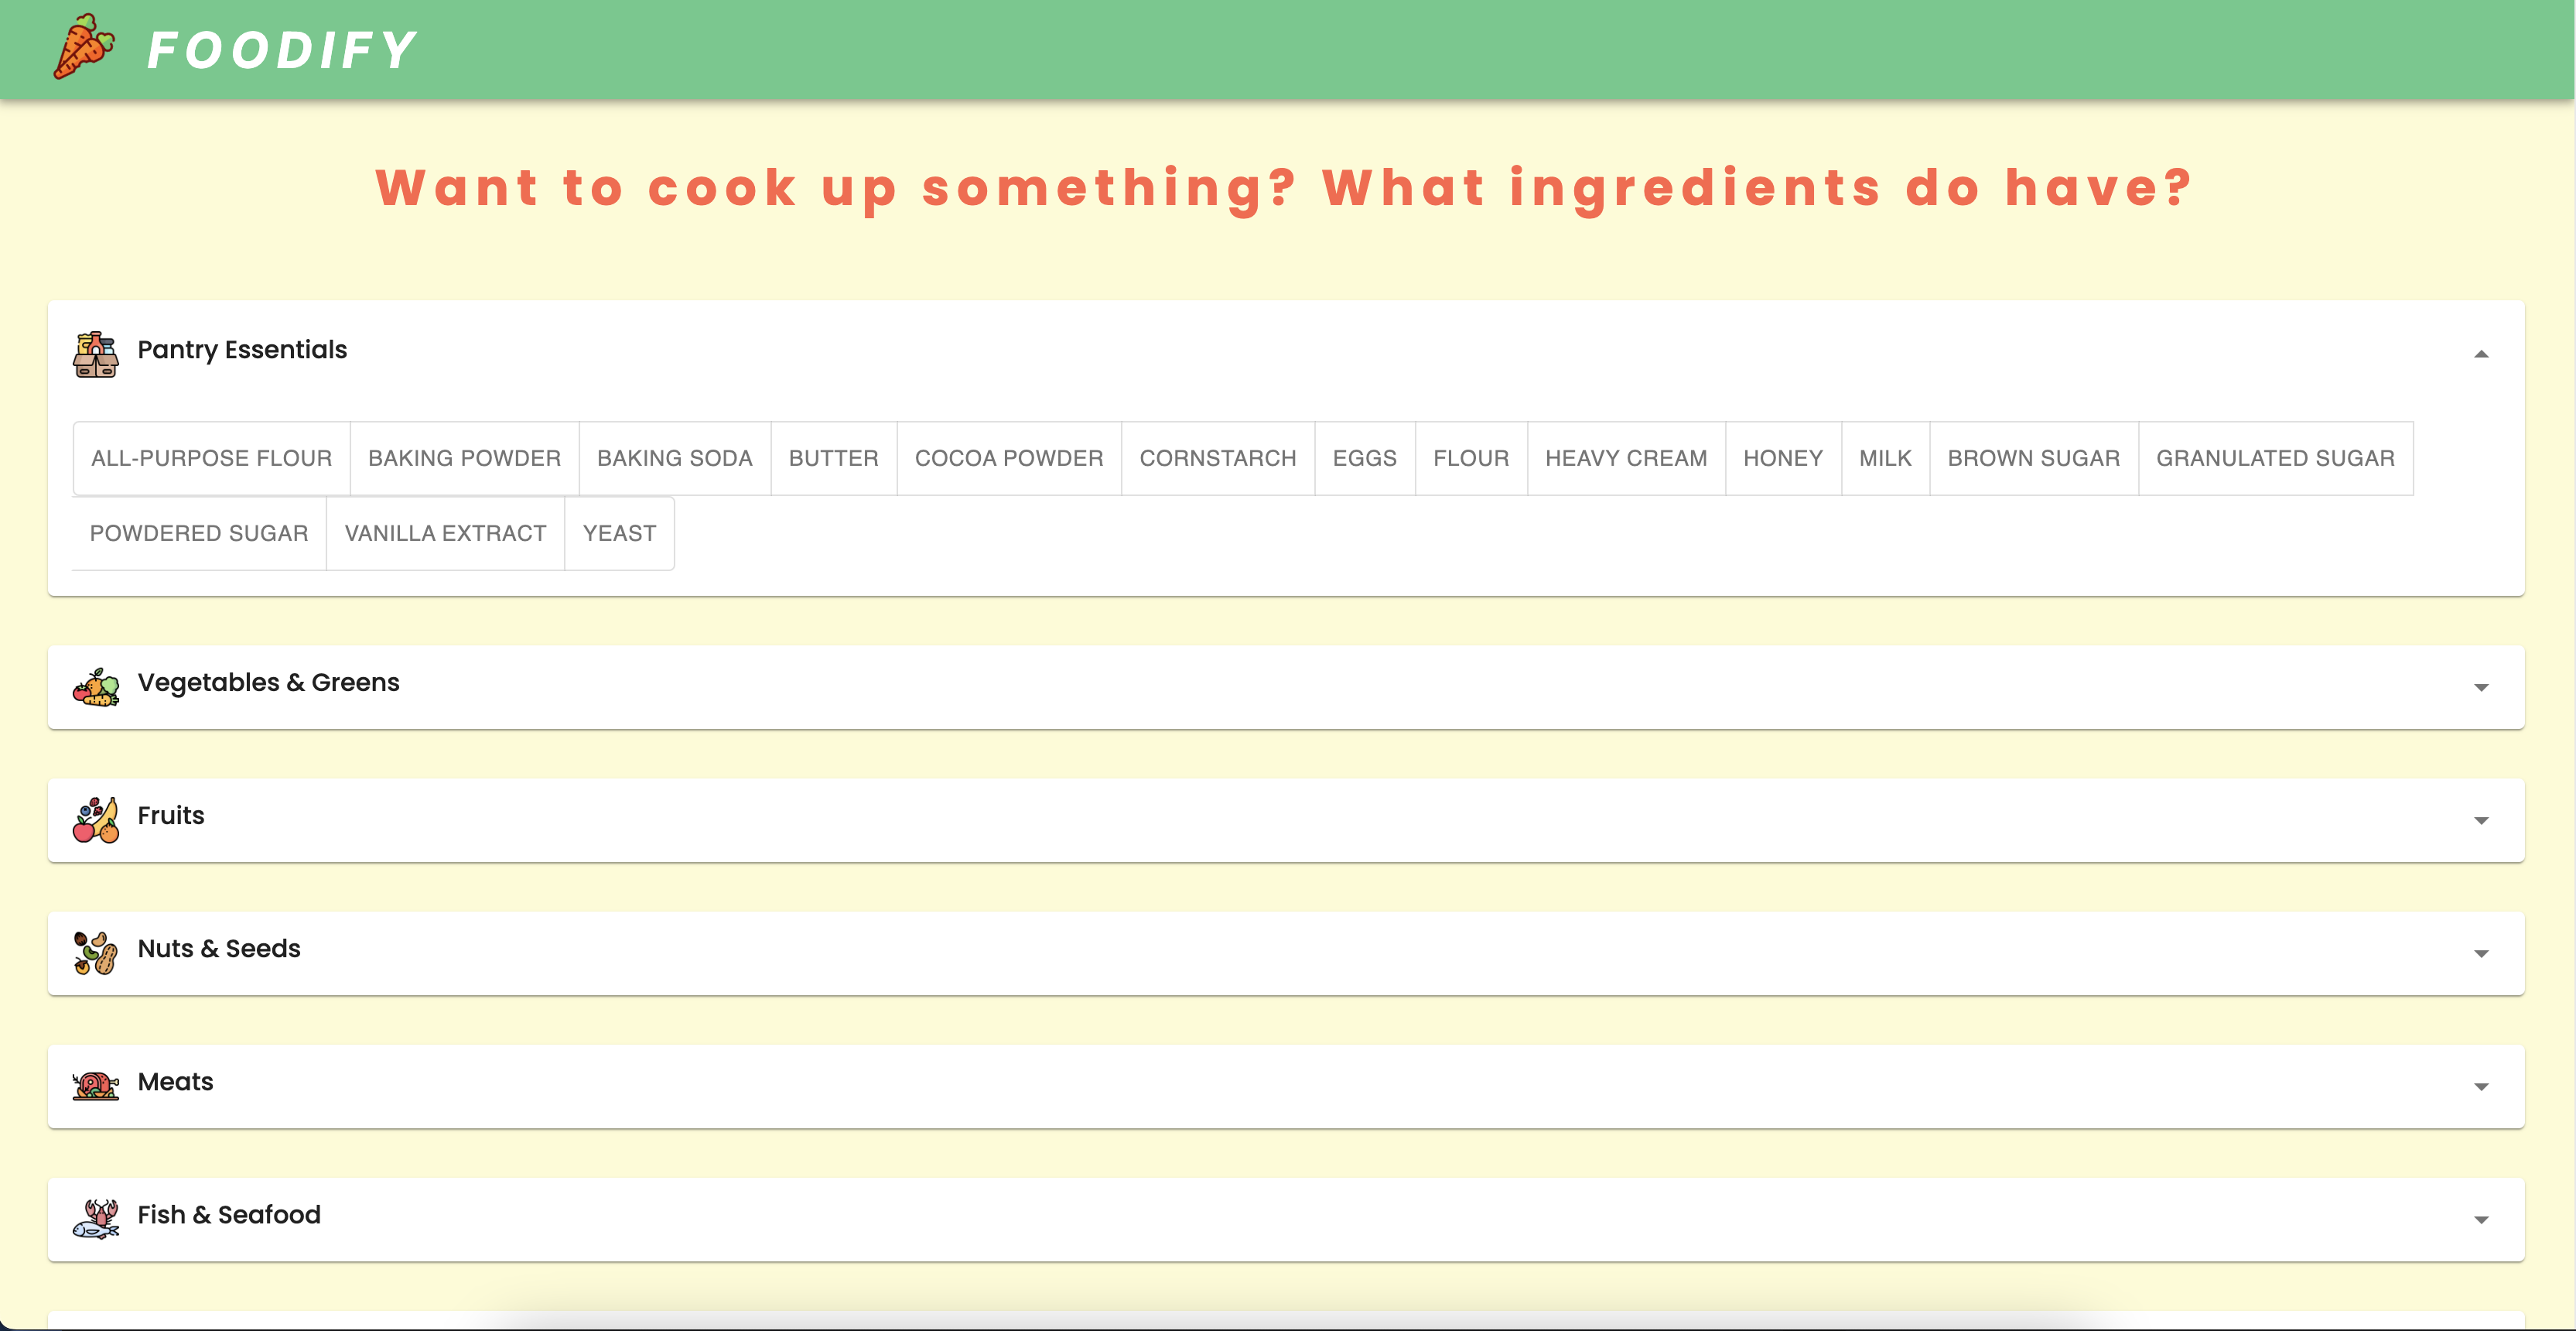 FOODIFY
Want to cook up something? What ingredients do have?
Pantry Essentials
ALL-PURPOSE FLOUR BAKING POWDER BAKING SODA BUTTER COCOA POWDER CORNSTARCH EGGS FLOUR HEAVY CREAM HONEY MILK BROWN SUGAR GRANULATED SUGAR
POWDERED SUGAR VANILLA EXTRACT YEAST
Vegetables & Greens
Fruits
Nuts & Seeds
Meats
Fish & Seafood